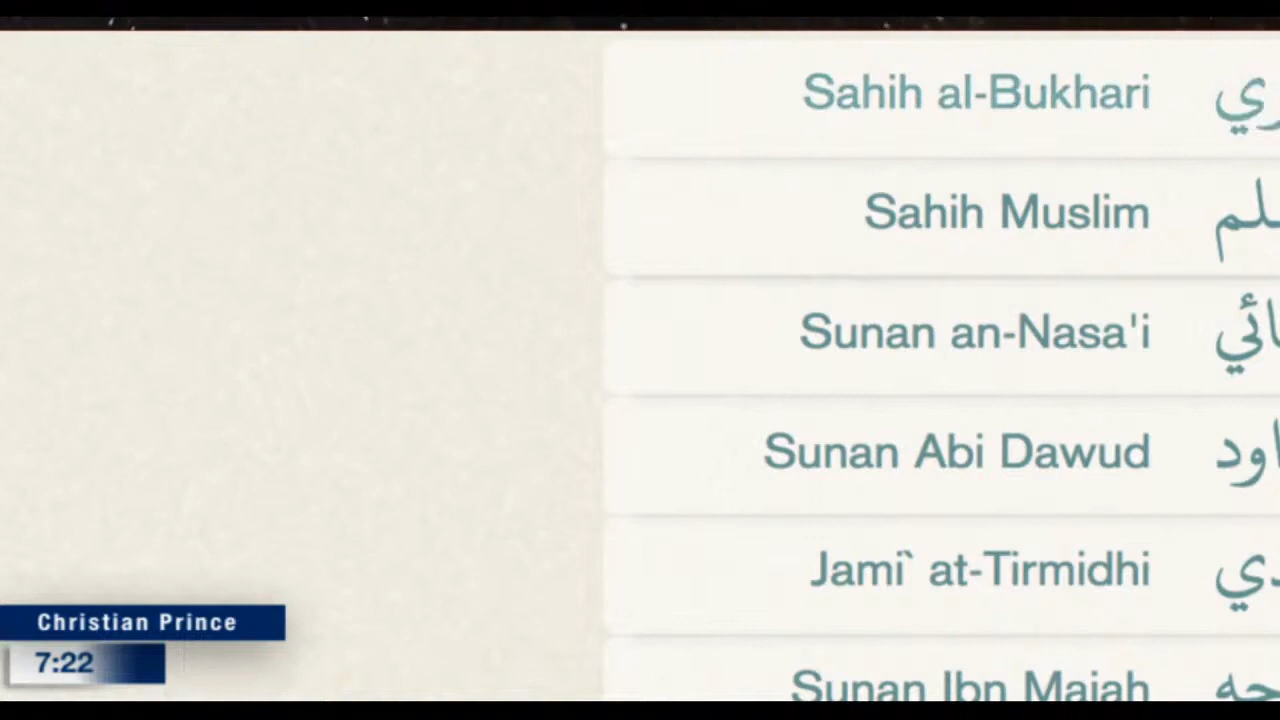 Sahih al-Bukhari
Sahih Muslim
Sunan an-Nasa'i
Sunan Abi Dawud
Jami` at-Tirmidhi
Sunan Ibn Majah
Christian Prince
7:22